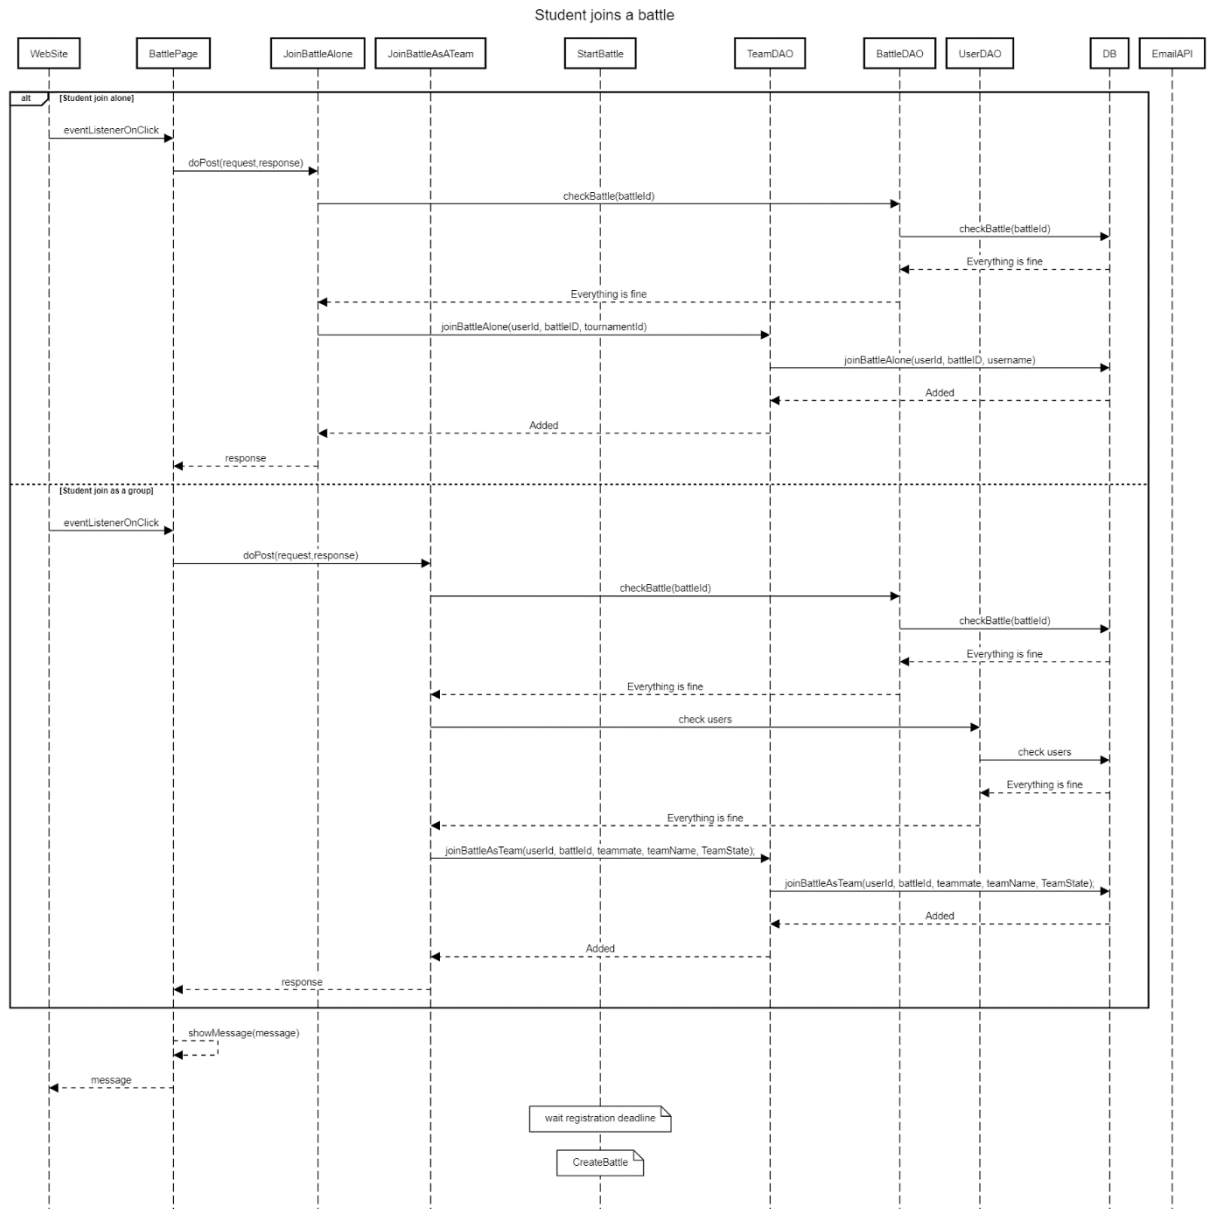 Student joins a battle
WebSite
BattlePage
JoinBattleAlone
JoinBattleAsATeam
StartBattle
TeamDAO
BattleDAO
UserDAO
DB
EmailAPI
alt
[Student join alone]
eventListenerOnClick
doPost(request,response)
checkBattle(battleId)
checkBattle(battleId)
Everything is fine
Everything is fine
joinBattleAlone(userId, battleID, tournamentId)
joinBattleAlone(userId, battleID, username)
Added
Added
response
[Student join as a group]
eventListenerOnClick
doPost(request,response)
checkBattle(battleId)
checkBattle(battleId)
Everything is fine
Everything is fine
check users
check users
Everything is fine
Everything is fine
joinBattleAsTeam(userId, battleId, teammate, teamName, TeamState);
joinBattleAsTeam(userId, battleId, teammate, teamName, TeamState);
Added
Added
response
showMessage(message)
message
wait registration deadline
CreateBattle